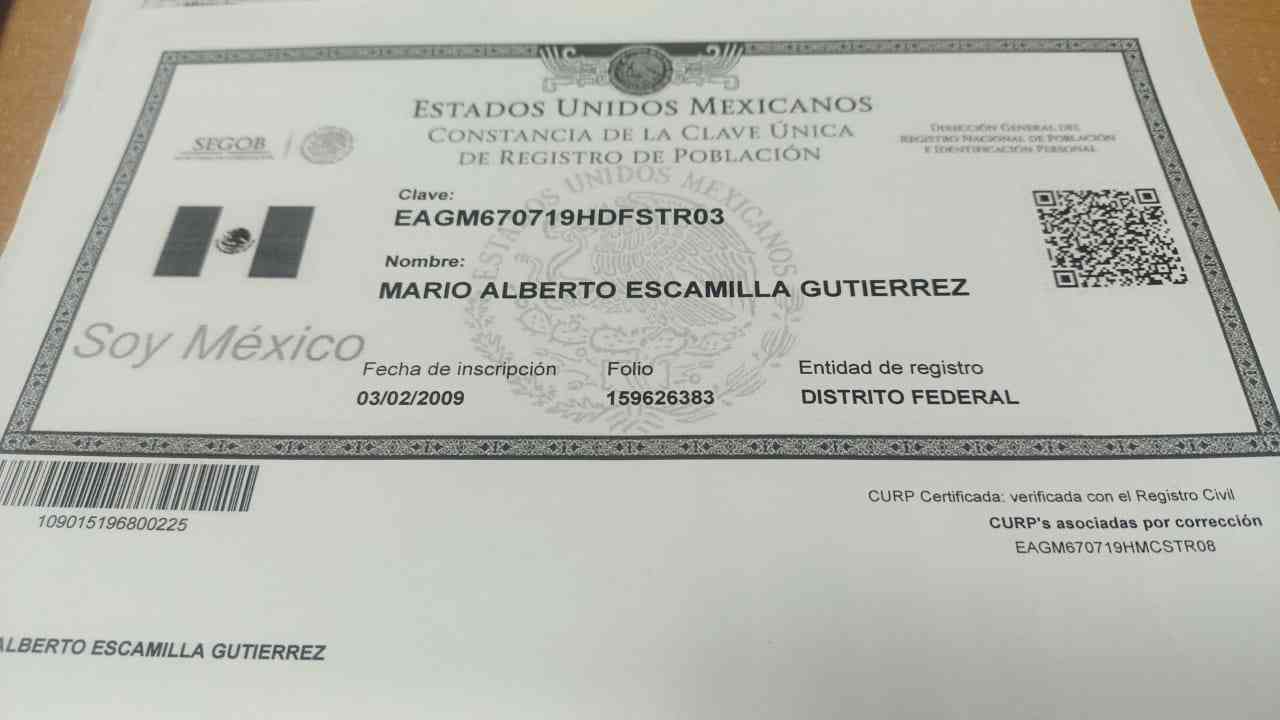 ESTADOS UNIDOS MEXICANOS
CONSTANCIA DE LA CLAVE ÚNICA
DE REGISTRO DE POBLACIÓN
SEGOB
DIRECCIÓN GENERAL DEL
REGISTRO NACIONAL DE POBLACIÓN
E IDENTIFICACIÓN PERSONAL
ESTADOS UNIDOS MEXICANOS
Clave:
EAGM670719HDFSTR03
Nombre:
MARIO ALBERTO ESCAMILLA GUTIERREZ
Soy México
Fecha de inscripción Folio Entidad de registro
03/02/2009 159626383 DISTRITO FEDERAL
109015196800225
CURP Certificada: verificada con el Registro Civil
CURP's asociadas por corrección
EAGM670719HMCSTR08
ALBERTO ESCAMILLA GUTIERREZ